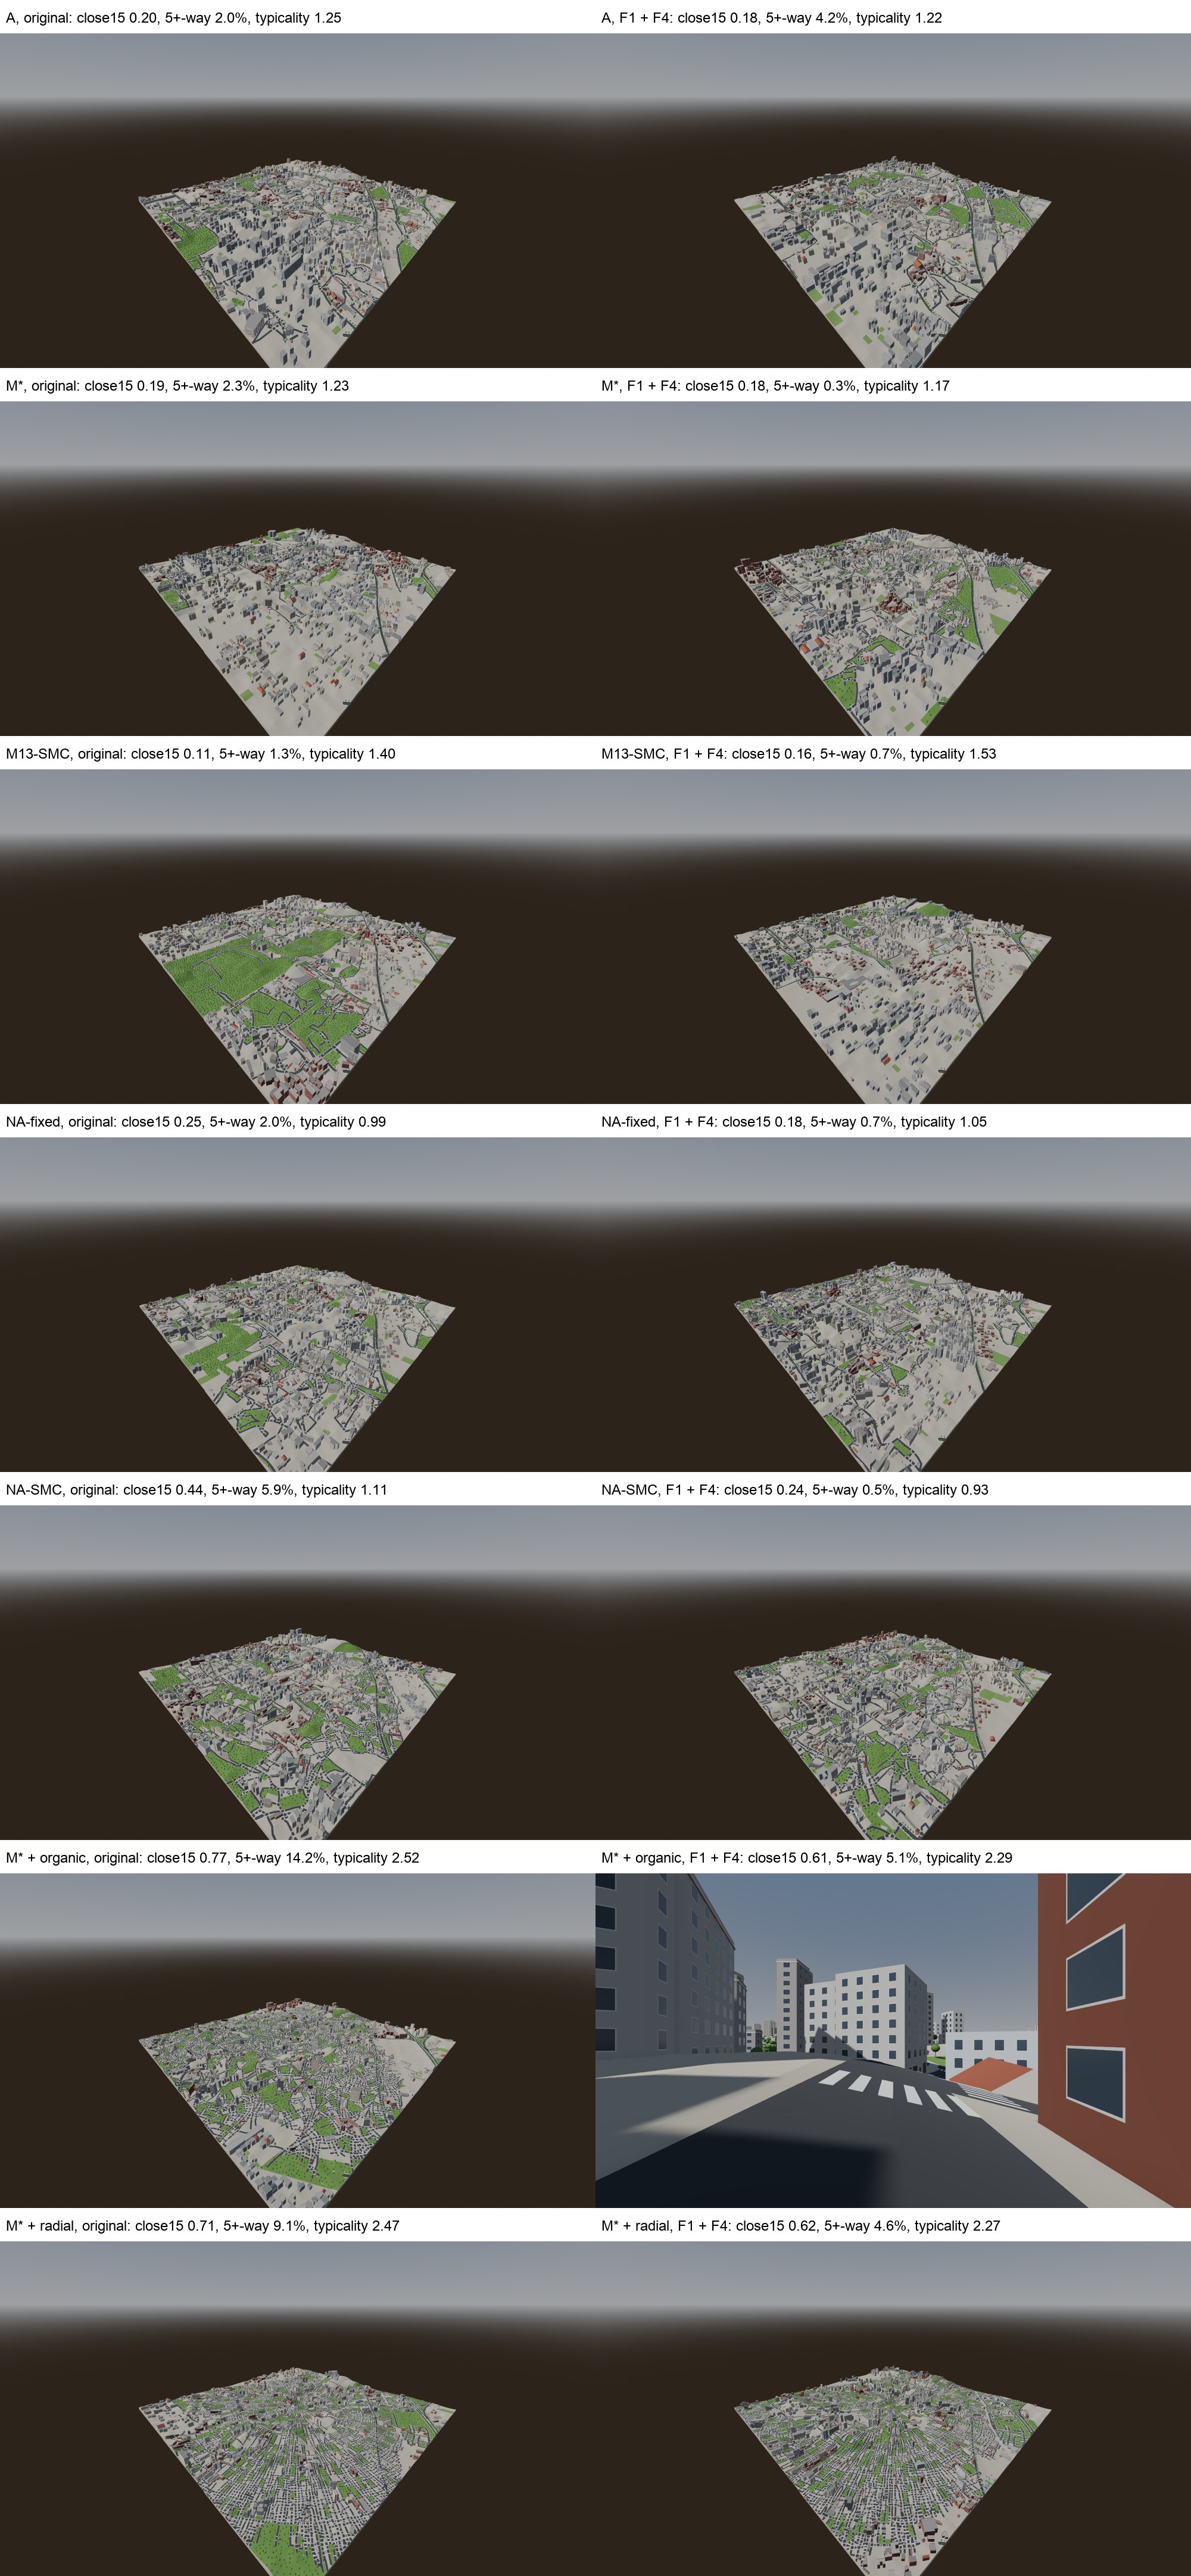 A, original: close15 0.20, 5+-way 2.0%, typicality 1.25
A, F1 + F4: close15 0.18, 5+-way 4.2%, typicality 1.22
M*, original: close15 0.19, 5+-way 2.3%, typicality 1.23
M*, F1 + F4: close15 0.18, 5+-way 0.3%, typicality 1.17
M13-SMC, original: close15 0.11, 5+-way 1.3%, typicality 1.40
M13-SMC, F1 + F4: close15 0.16, 5+-way 0.7%, typicality 1.53
NA-fixed, original: close15 0.25, 5+-way 2.0%, typicality 0.99
NA-fixed, F1 + F4: close15 0.18, 5+-way 0.7%, typicality 1.05
NA-SMC, original: close15 0.44, 5+-way 5.9%, typicality 1.11
NA-SMC, F1 + F4: close15 0.24, 5+-way 0.5%, typicality 0.93
M* + organic, original: close15 0.77, 5+-way 14.2%, typicality 2.52
M* + organic, F1 + F4: close15 0.61, 5+-way 5.1%, typicality 2.29
M* + radial, original: close15 0.71, 5+-way 9.1%, typicality 2.47
M* + radial, F1 + F4: close15 0.62, 5+-way 4.6%, typicality 2.27